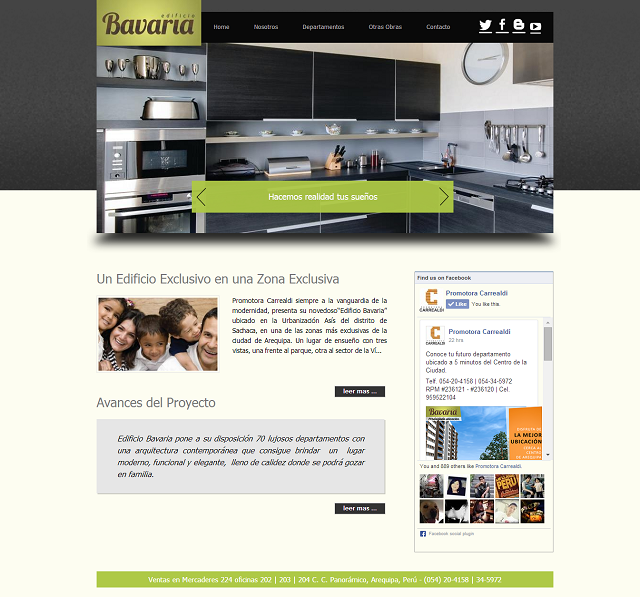 edificio
Bavaria
Home
Nosotros
Departamentos
Otras Obras
Contacto
Hacemos realidad tus sueños
Un Edificio Exclusivo en una Zona Exclusiva
Promotora Carrealdi siempre a la vanguardia de la
modernidad, presenta su novedoso"Edificio Bavaria"
ubicado en la Urbanización Asís del distrito de
Sachaca, en una de las zonas más exclusivas de la
ciudad de Arequipa. Un lugar de ensueño con tres
vistas, una frente al parque, otra al sector de la Ví...
leer mas ...
Avances del Proyecto
Edificio Bavaria pone a su disposición 70 lujosos departamentos con
una arquitectura contemporánea que consigue brindar un lugar
moderno, funcional y elegante, lleno de calidez donde se podrá gozar
en familia.
leer mas ...
Find us on Facebook
CARREALDI
Promotora Carrealdi
Like
You like this.
CARREALDI
Promotora Carrealdi
22 hrs
Conoce tu futuro departamento
ubicado a 5 minutos del Centro de la
Ciudad.
Telf. 054-20-4158 | 054-34-5972
RPM #236121 - #236120 | Cel.
959522104
Bavaria
LA MEJOR
UBICACIÓN
You and 889 others like Promotora Carrealdi
PERU
Facebook social plugin
Ventas en Mercaderes 224 oficinas 202 | 203 | 204 C. C. Panorámico, Arequipa, Perú - (054) 20-4158 | 34-5972